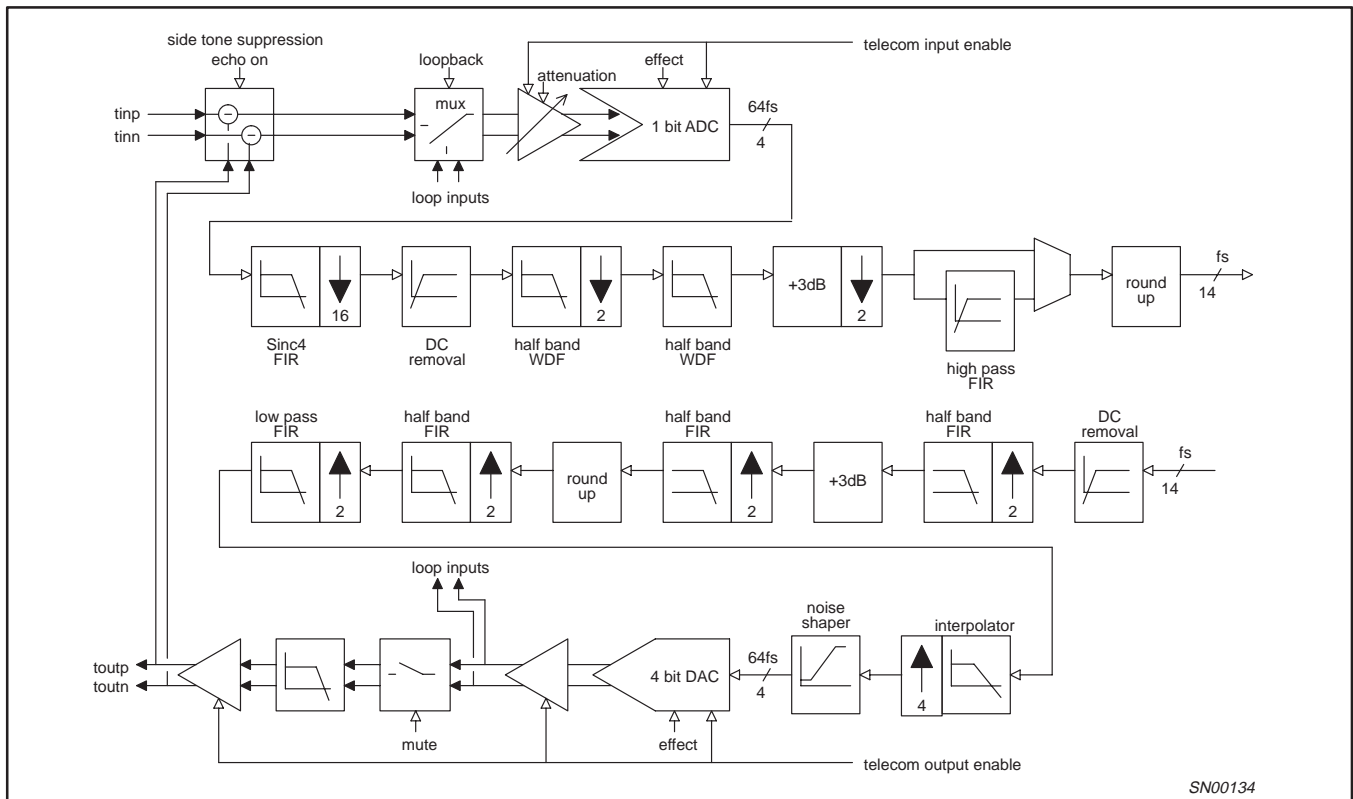 side tone suppression
echo on
loopback
effect
telecom input enable
attenuation
tinp
tinn
mux
1 bit ADC
64fs
4
loop inputs
16
2
+3dB
2
round
up
fs
14
Sinc4
FIR
DC
removal
half band
WDF
half band
WDF
high pass
FIR
low pass
FIR
half band
FIR
half band
FIR
half band
FIR
DC
removal
2
2
round
up
2
+3dB
2
fs
14
loop inputs
noise
shaper
interpolator
toutp
toutn
4 bit DAC
64fs
4
4
mute
effect
telecom output enable
SN00134